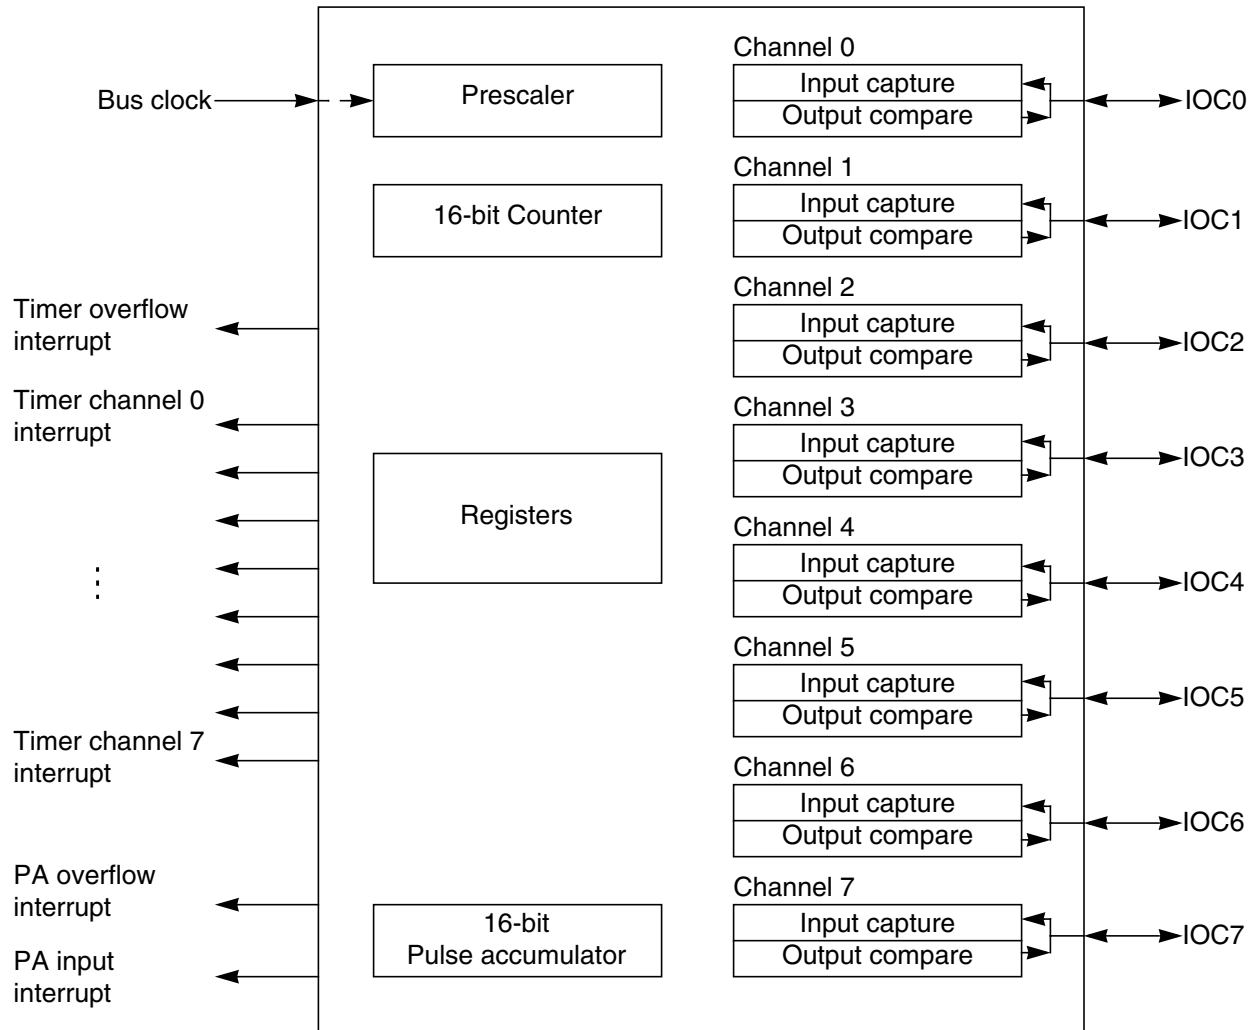 Bus clock
Timer overflow
interrupt
Timer channel 0
interrupt
Timer channel 7
interrupt
PA overflow
interrupt
PA input
interrupt
Prescaler
16-bit Counter
Registers
16-bit
Pulse accumulator
Channel 0
Input capture
Output compare
IOC0
Channel 1
Input capture
Output compare
IOC1
Channel 2
Input capture
Output compare
IOC2
Channel 3
Input capture
Output compare
IOC3
Channel 4
Input capture
Output compare
IOC4
Channel 5
Input capture
Output compare
IOC5
Channel 6
Input capture
Output compare
IOC6
Channel 7
Input capture
Output compare
IOC7